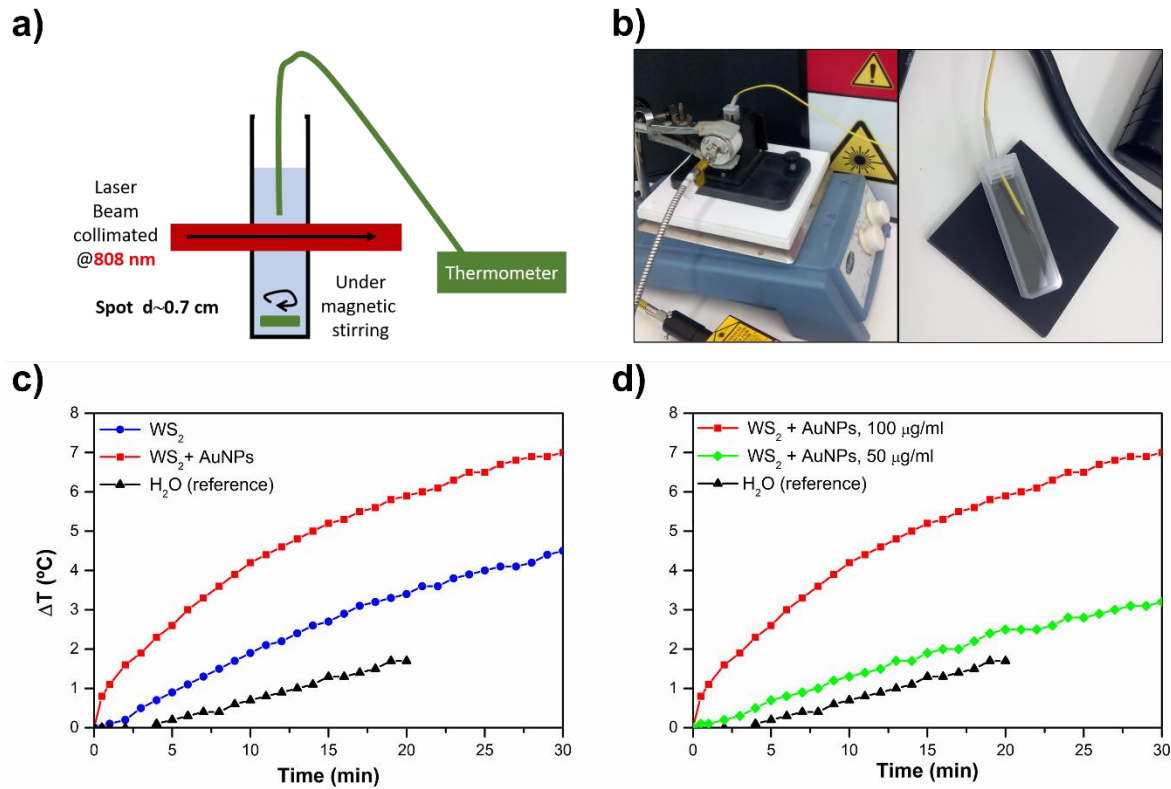 a)
Laser
Beam
collimated
@808 nm
Spot d~0.7 cm
Under
magnetic
stirring
Thermometer
b)
c)
8
7
6
5
4
3
2
1
0
ΔT (ºC)
WS₂
WS₂+ AuNPs
H₂O (reference)
0 5 10 15 20 25 30
Time (min)
d)
8
7
6
5
4
3
2
1
0
WS₂ + AuNPs, 100 μg/ml
WS₂ + AuNPs, 50 μg/ml
H₂O (reference)
0 5 10 15 20 25 30
Time (min)